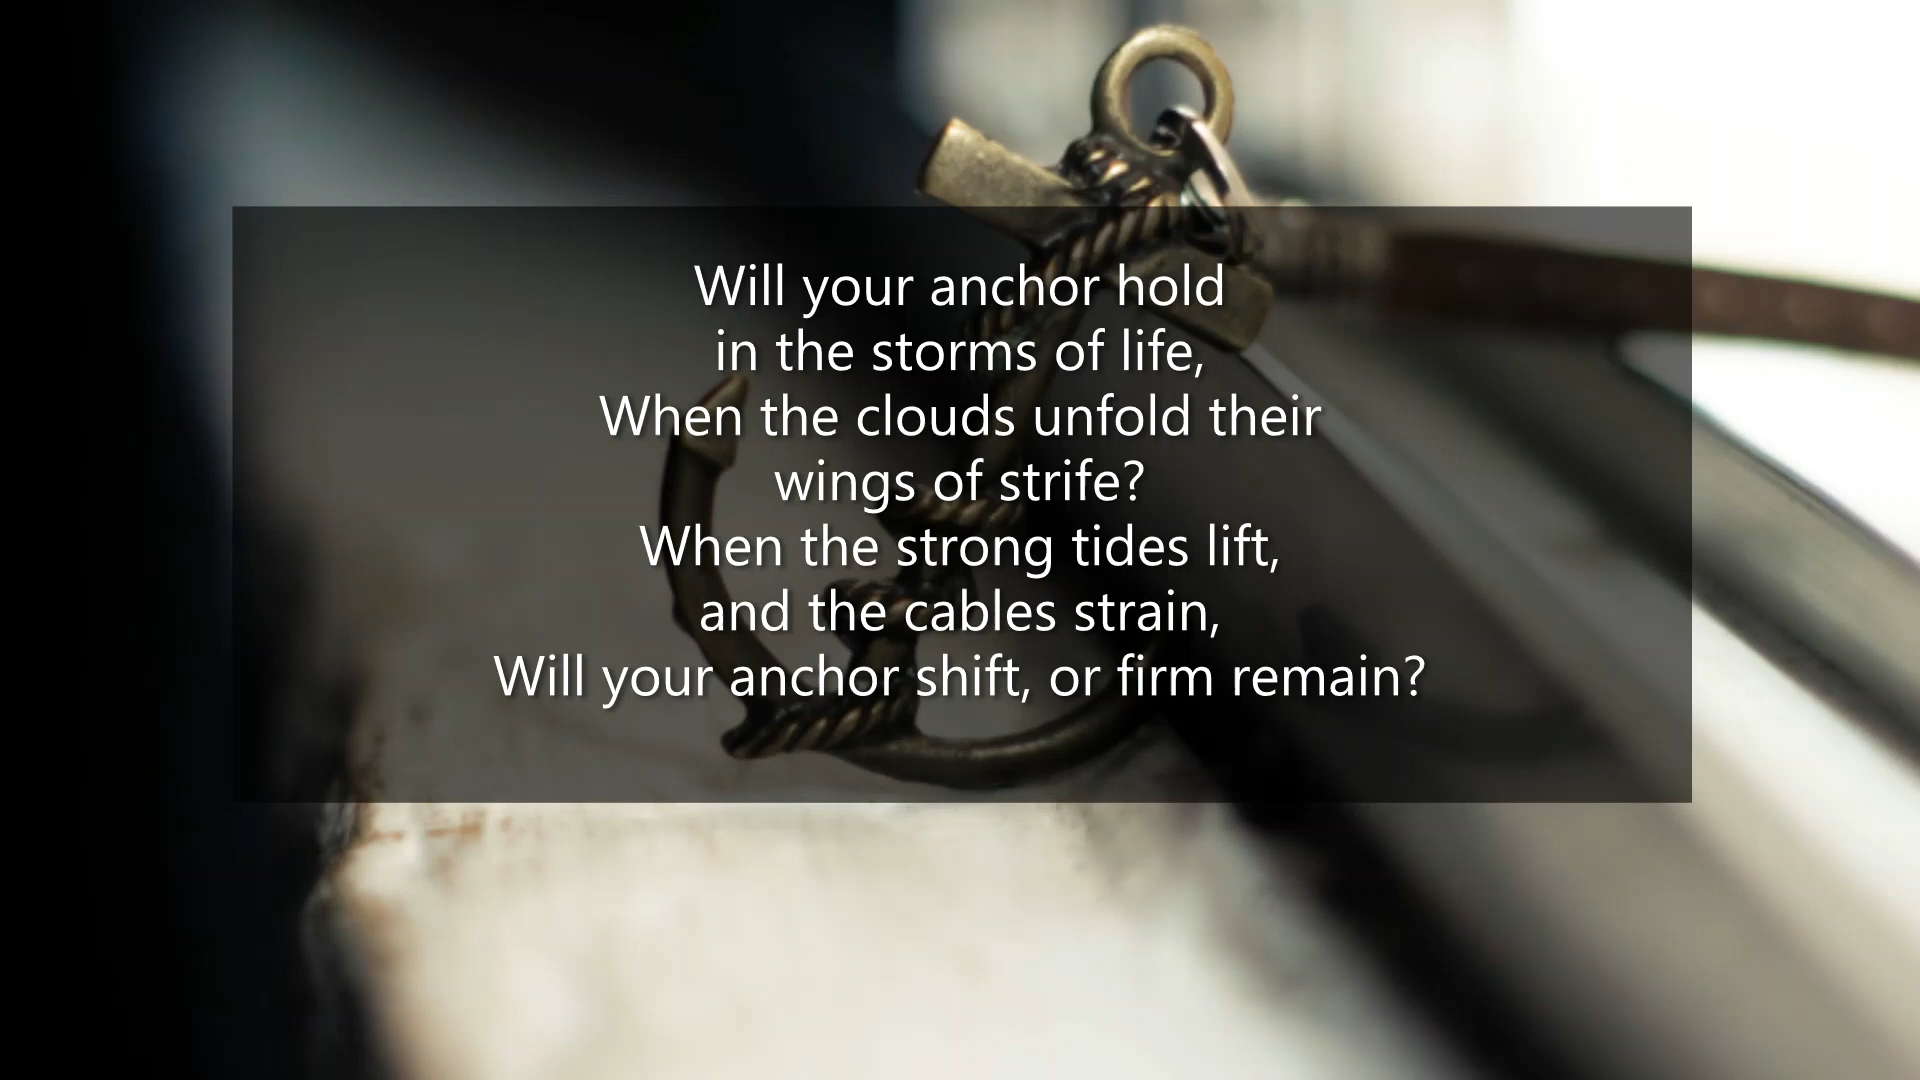 Will your anchor hold
in the storms of life,
When the clouds unfold their
wings of strife?
When the strong tides lift,
and the cables strain,
Will your anchor shift, or firm remain?